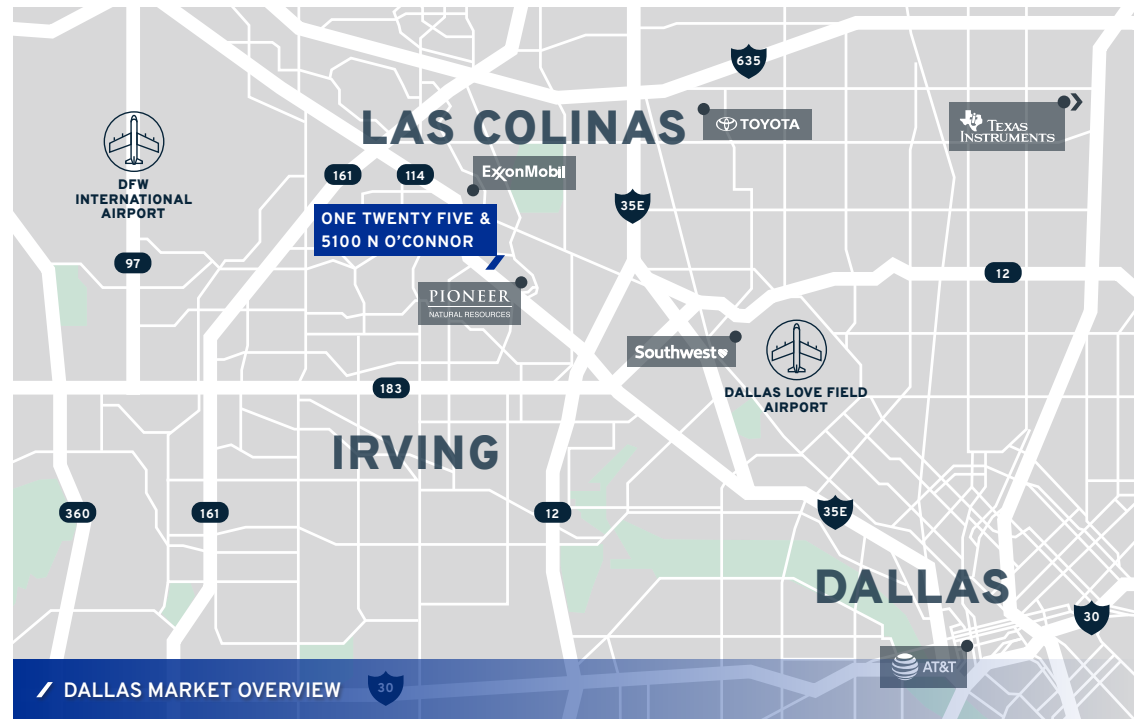 635
LAS COLINAS
TOYOTA
TEXAS
INSTRUMENTS
DFW
INTERNATIONAL
AIRPORT
161
114
ExxonMobil
35E
ONE TWENTY FIVE &
5100 N O'CONNOR
97
12
PIONEER
NATURAL RESOURCES
Southwest
DALLAS LOVE FIELD
AIRPORT
183
IRVING
360
161
12
35E
DALLAS
30
AT&T
DALLAS MARKET OVERVIEW
30